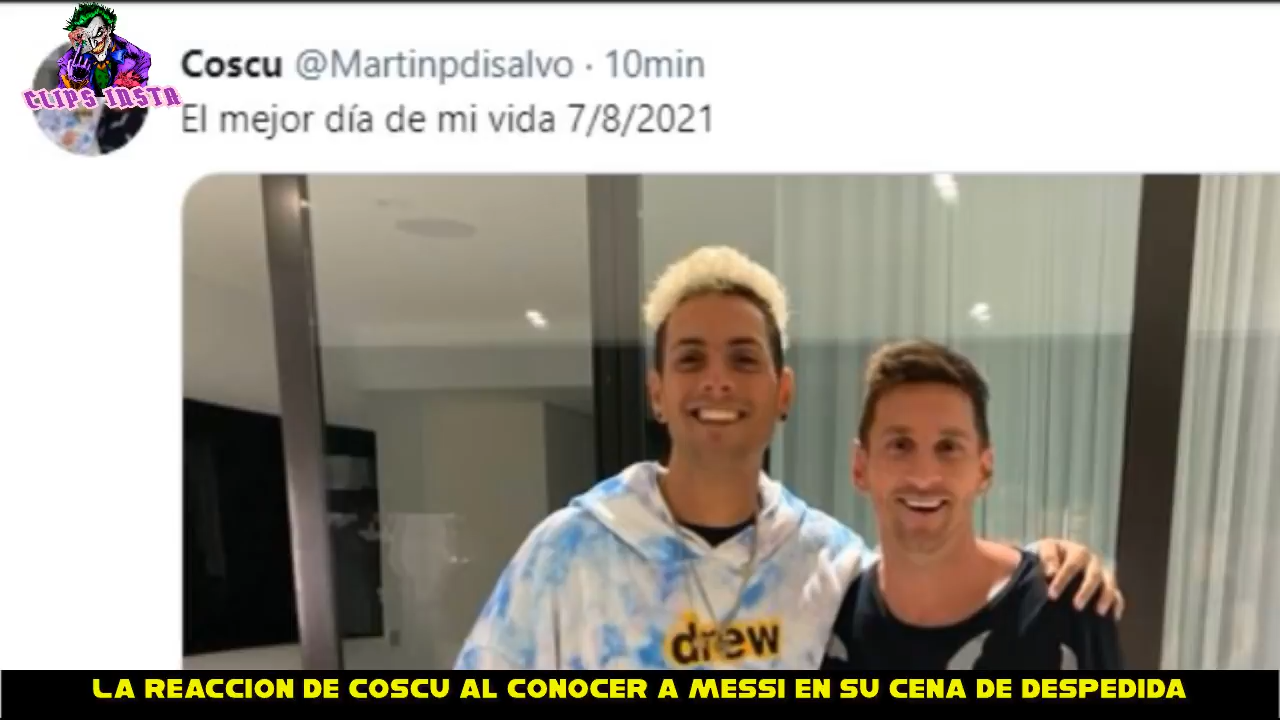 CLIPS INSTA
Coscu @Martinpdisalvo · 10min
El mejor día de mi vida 7/8/2021
drew
LA REACCION DE COSCU AL CONOCER A MESSI EN SU CENA DE DESPEDIDA